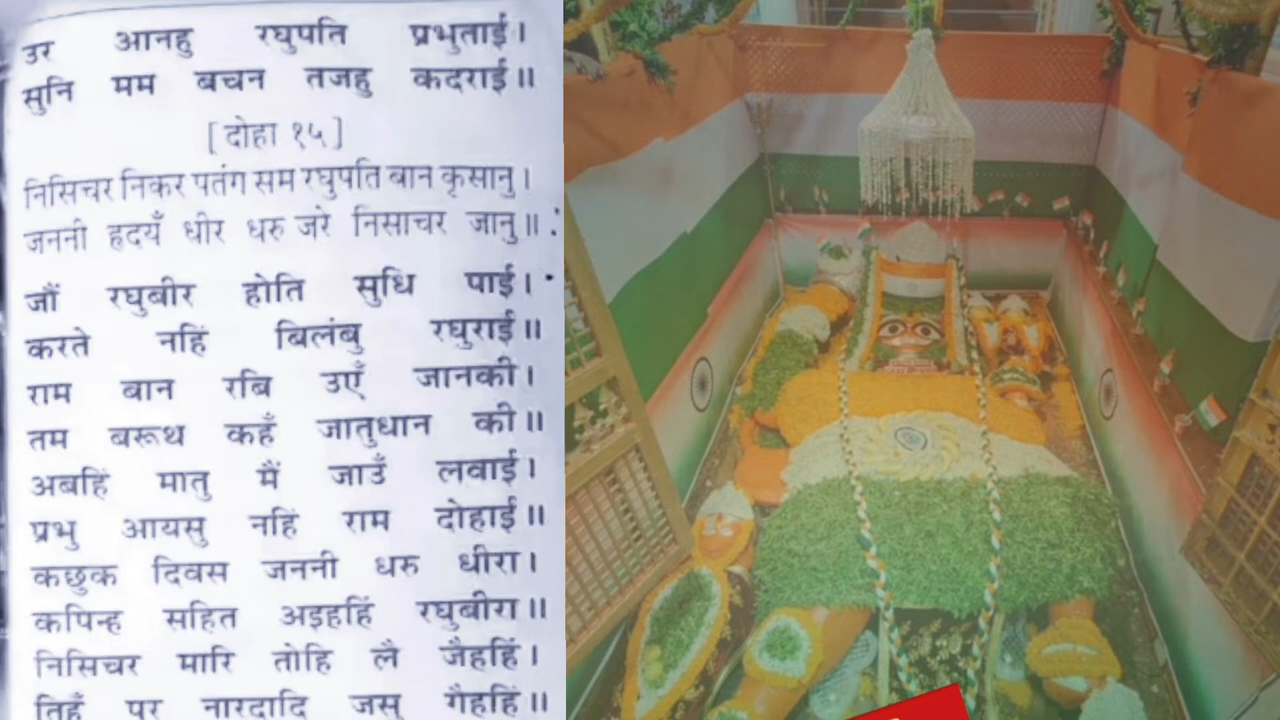 उर आनहु रघुपति प्रभुताई।
सुनि मम बचन तजहु कदराई॥
[दोहा १५]
निसिचर निकर पतंग सम रघुपति बान कृसानु।
जननी हृदयँ धीर धरु जरे निसाचर जानु॥
जौं रघुबीर होति सुधि पाई।
करते नहिं बिलंबु रघुराई॥
राम बान रबि उएँ जानकी।
तम बरूथ कहँ जातुधान की॥
अबहिं मातु मैं जाउँ लवाई।
प्रभु आयसु नहिं राम दोहाई॥
कछुक दिवस जननी धरु धीरा।
कपिन्ह सहित अइहहिं रघुबीरा॥
निसिचर मारि तोहि लै जैहहिं।
तिहुँ पुर नारदादि जसु गैहहिं॥